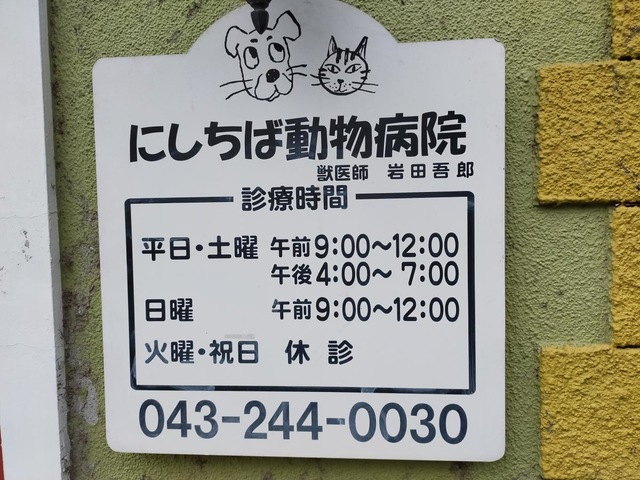 にしちば動物病院
獣医師 岩田吾郎
診療時間
平日・土曜 午前9:00～12:00
午後4:00～ 7:00
日曜 午前9:00～12:00
火曜・祝日 休診
043-244-0030